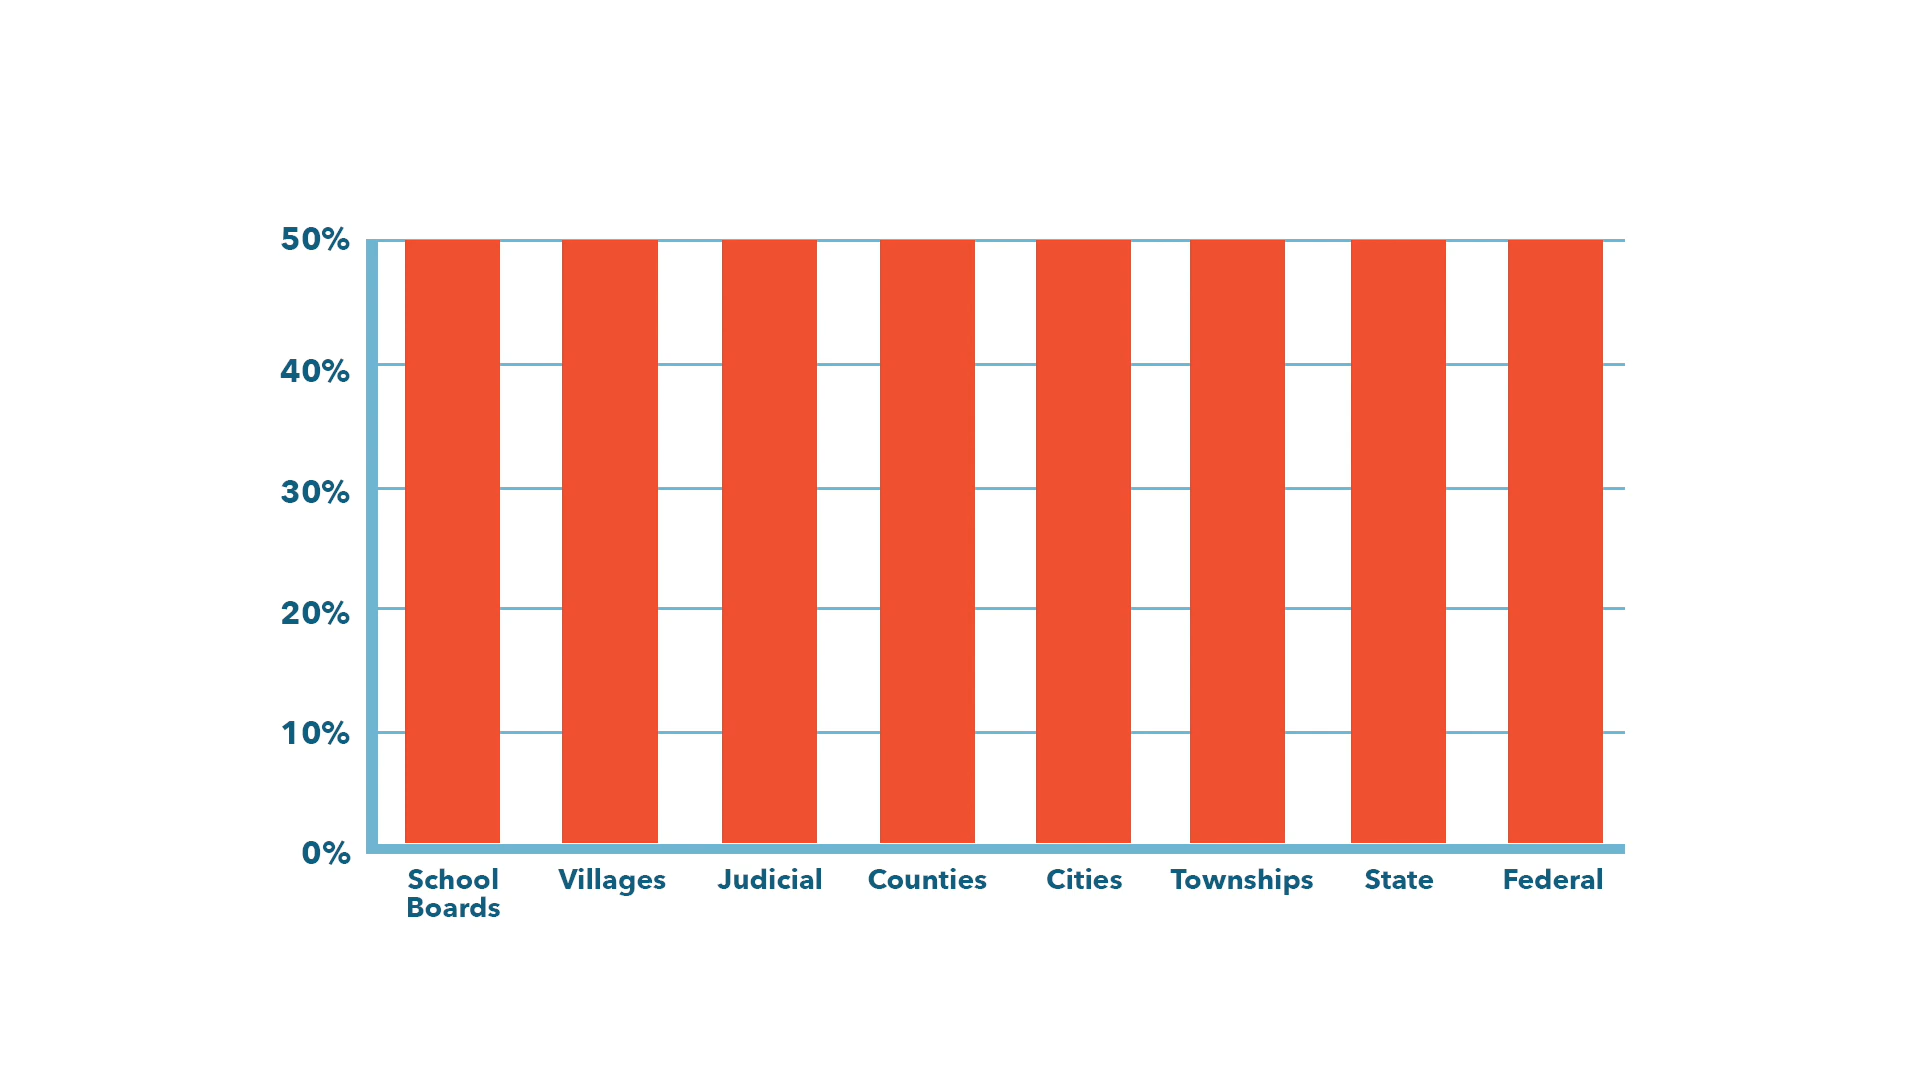 50%
40%
30%
20%
10%
0%
School
Boards
Villages
Judicial
Counties
Cities
Townships
State
Federal